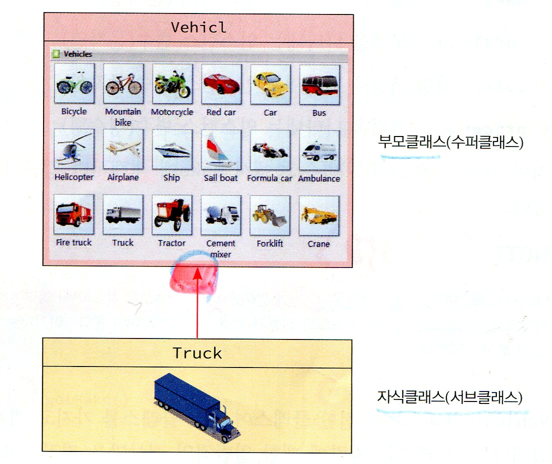 Vehicl
Vehicles
Bicycle Mountain bike Motorcycle Red car Car Bus
부모클래스(수퍼클래스)
Helicopter Airplane Ship Sail boat Formula car Ambulance
Fire truck Truck Tractor Cement mixer Forklift Crane
Truck
자식클래스(서브클래스)